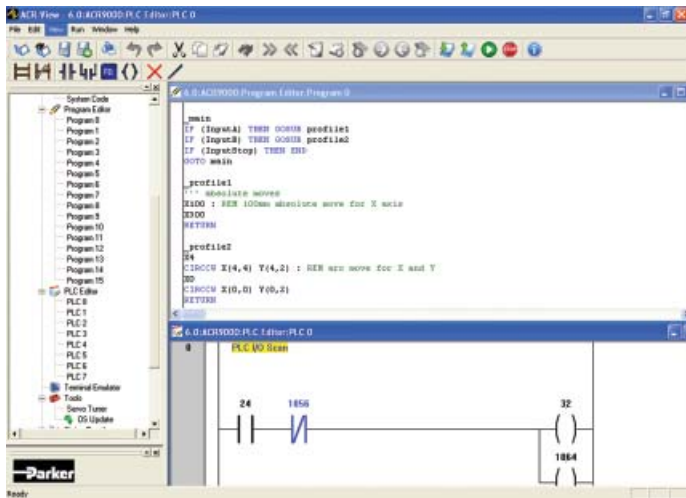 ACR-View - 6.0:ACR9000:PLC Editor:PLC 0
File Edit View Run Window Help
System Code
Program Editor
Program 0
Program 1
Program 2
Program 3
Program 4
Program 5
Program 6
Program 7
Program 8
Program 9
Program 10
Program 11
Program 12
Program 13
Program 14
Program 15
PLC Editor
PLC 0
PLC 1
PLC 2
PLC 3
PLC 4
PLC 5
PLC 6
PLC 7
Terminal Emulator
Tools
Servo Tuner
OS Update
Parker
Ready
6.0:ACR9000:Program Editor:Program 0
_main
IF (InputA) THEN GOSUB profile1
IF (InputB) THEN GOSUB profile2
IF (InputStop) THEN END
GOTO main
_profile1
''' absolute moves
X100 : REM 100mm absolute move for X axis
X300
RETURN
_profile2
X4
CIRCCW X(4,4) Y(4,2) : REM arc move for X and Y
X0
CIRCCW X(0,0) Y(0,2)
RETURN
6.0:ACR9000:PLC Editor:PLC 0
0 PLC I/O Scan
24 1056 32
1064